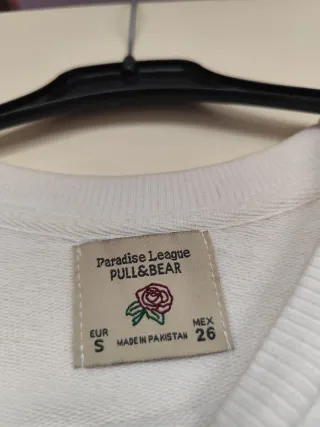 Paradise League
PULL&BEAR
EUR
S
MADE IN PAKISTAN
MEX
26